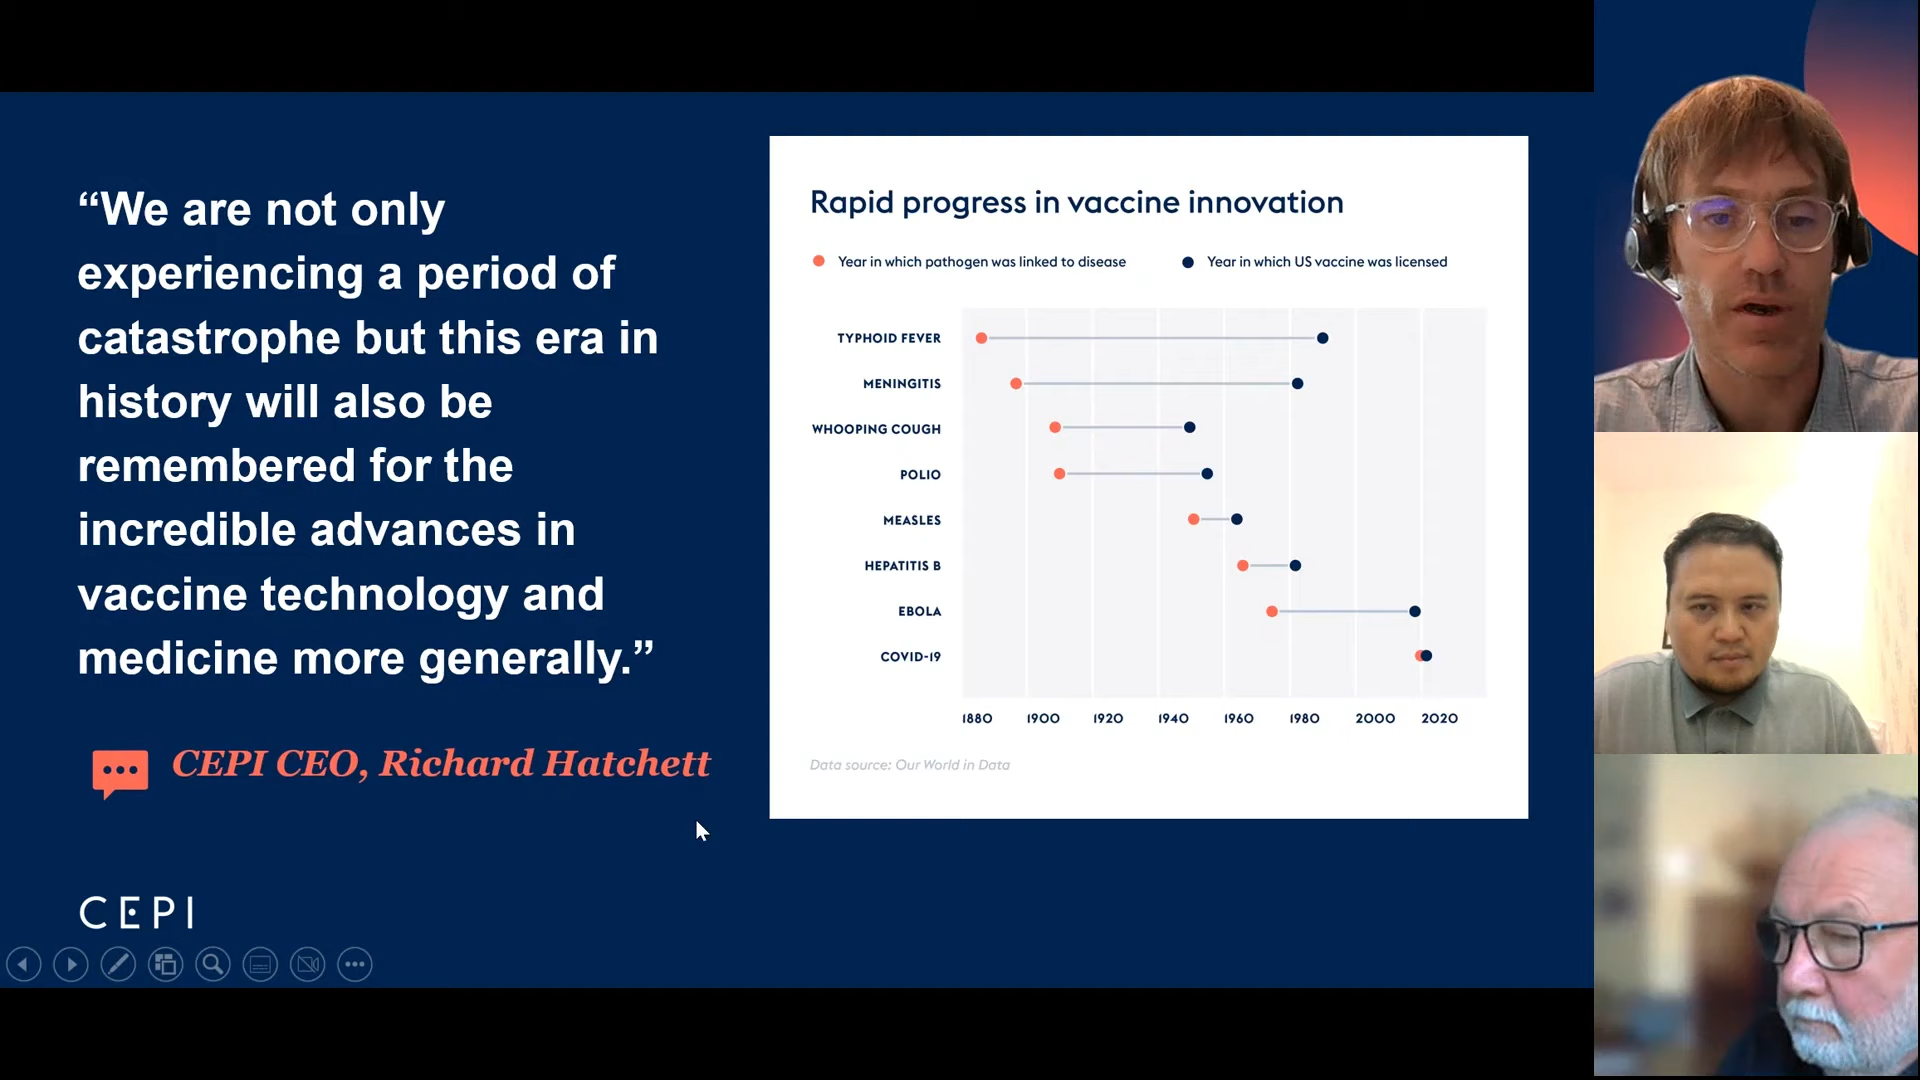 “We are not only
experiencing a period of
catastrophe but this era in
history will also be
remembered for the
incredible advances in
vaccine technology and
medicine more generally.”
CEPI CEO, Richard Hatchett
CEPI
Rapid progress in vaccine innovation
Year in which pathogen was linked to disease
Year in which US vaccine was licensed
TYPHOID FEVER
MENINGITIS
WHOOPING COUGH
POLIO
MEASLES
HEPATITIS B
EBOLA
COVID-19
1880 1900 1920 1940 1960 1980 2000 2020
Data source: Our World in Data